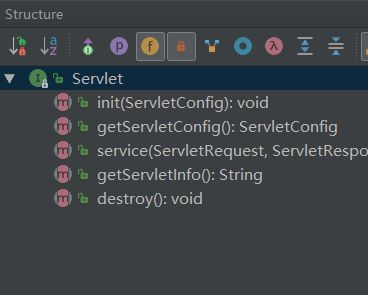 Structure
Servlet
init(ServletConfig): void
getServletConfig(): ServletConfig
service(ServletRequest, ServletRespo
getServletInfo(): String
destroy(): void